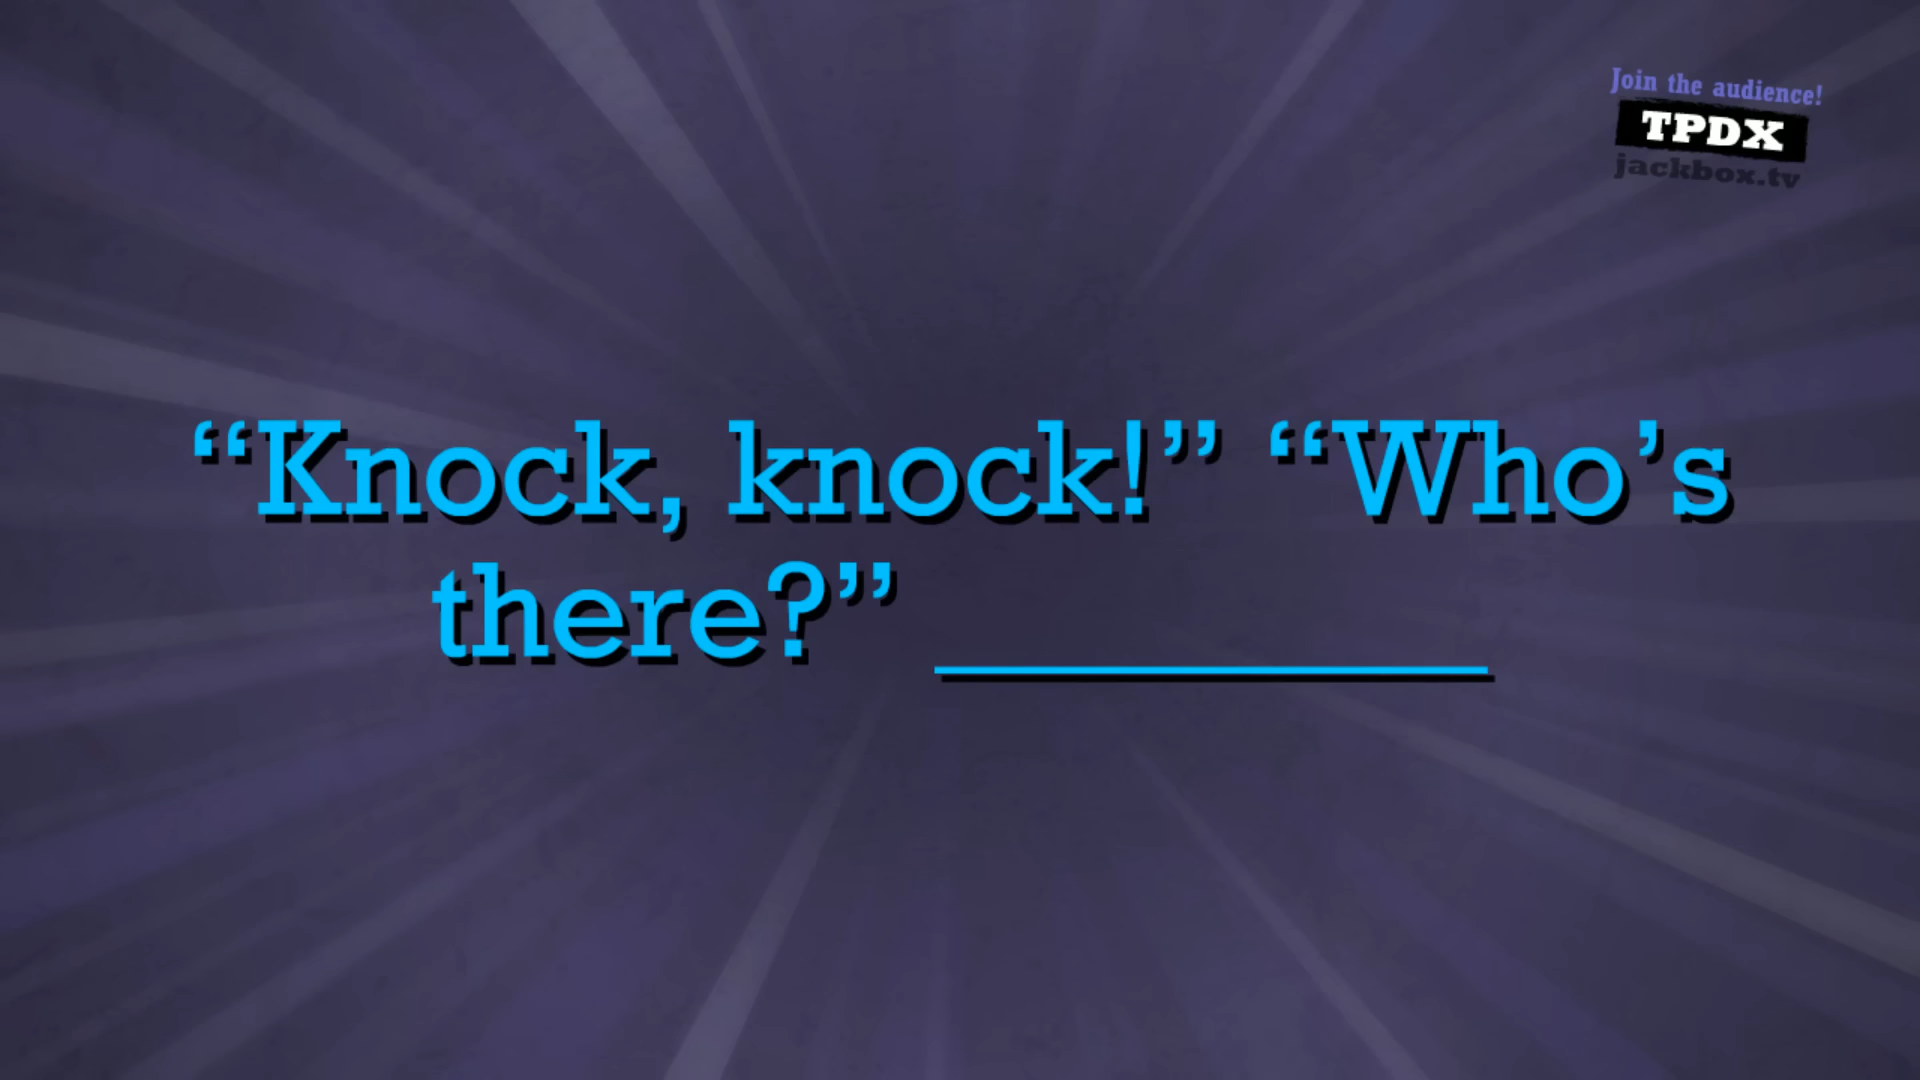 Join the audience!
TPDX
jackbox.tv
“Knock, knock!” “Who’s
there?” ________